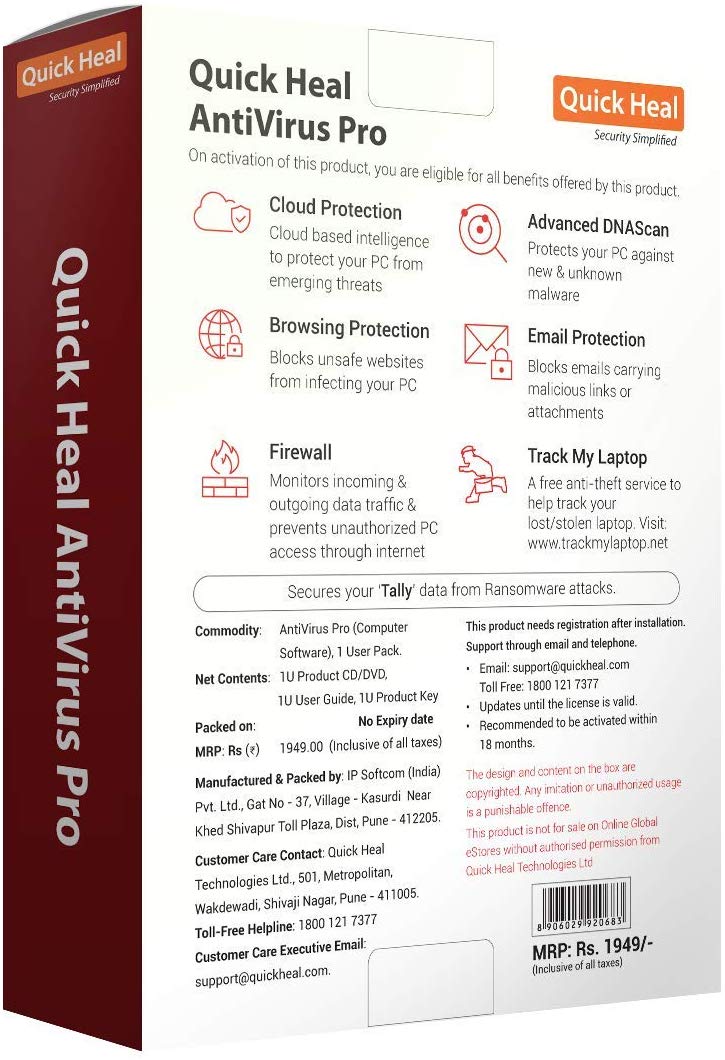 Quick Heal
Security Simplified
Quick Heal AntiVirus Pro
Quick Heal
AntiVirus Pro
Quick Heal
Security Simplified
On activation of this product, you are eligible for all benefits offered by this product.
Cloud Protection
Cloud based intelligence
to protect your PC from
emerging threats
Advanced DNAScan
Protects your PC against
new & unknown
malware
Browsing Protection
Blocks unsafe websites
from infecting your PC
Email Protection
Blocks emails carrying
malicious links or
attachments
Firewall
Monitors incoming &
outgoing data traffic &
prevents unauthorized PC
access through internet
Track My Laptop
A free anti-theft service to
help track your
lost/stolen laptop. Visit:
www.trackmylaptop.net
Secures your 'Tally' data from Ransomware attacks.
Commodity: AntiVirus Pro (Computer
Software), 1 User Pack.
Net Contents: 1U Product CD/DVD,
1U User Guide, 1U Product Key
Packed on: No Expiry date
MRP: Rs (₹) 1949.00 (Inclusive of all taxes)
Manufactured & Packed by: IP Softcom (India)
Pvt. Ltd., Gat No - 37, Village - Kasurdi Near
Khed Shivapur Toll Plaza, Dist, Pune - 412205.
Customer Care Contact: Quick Heal
Technologies Ltd., 501, Metropolitan,
Wakdewadi, Shivaji Nagar, Pune - 411005.
Toll-Free Helpline: 1800 121 7377
Customer Care Executive Email:
support@quickheal.com.
This product needs registration after installation.
Support through email and telephone.
• Email: support@quickheal.com
Toll Free: 1800 121 7377
• Updates until the license is valid.
• Recommended to be activated within
18 months.
The design and content on the box are
copyrighted. Any imitation or unauthorized usage
is a punishable offence.
This product is not for sale on Online Global
eStores without authorised permission from
Quick Heal Technologies Ltd
8 906029 920683
MRP: Rs. 1949/-
(Inclusive of all taxes)